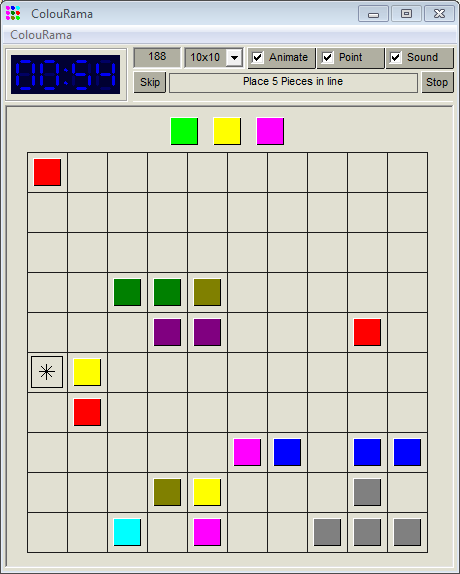 ColouRama
ColouRama
00:54
188
10x10
Animate
Point
Sound
Skip
Place 5 Pieces in line
Stop